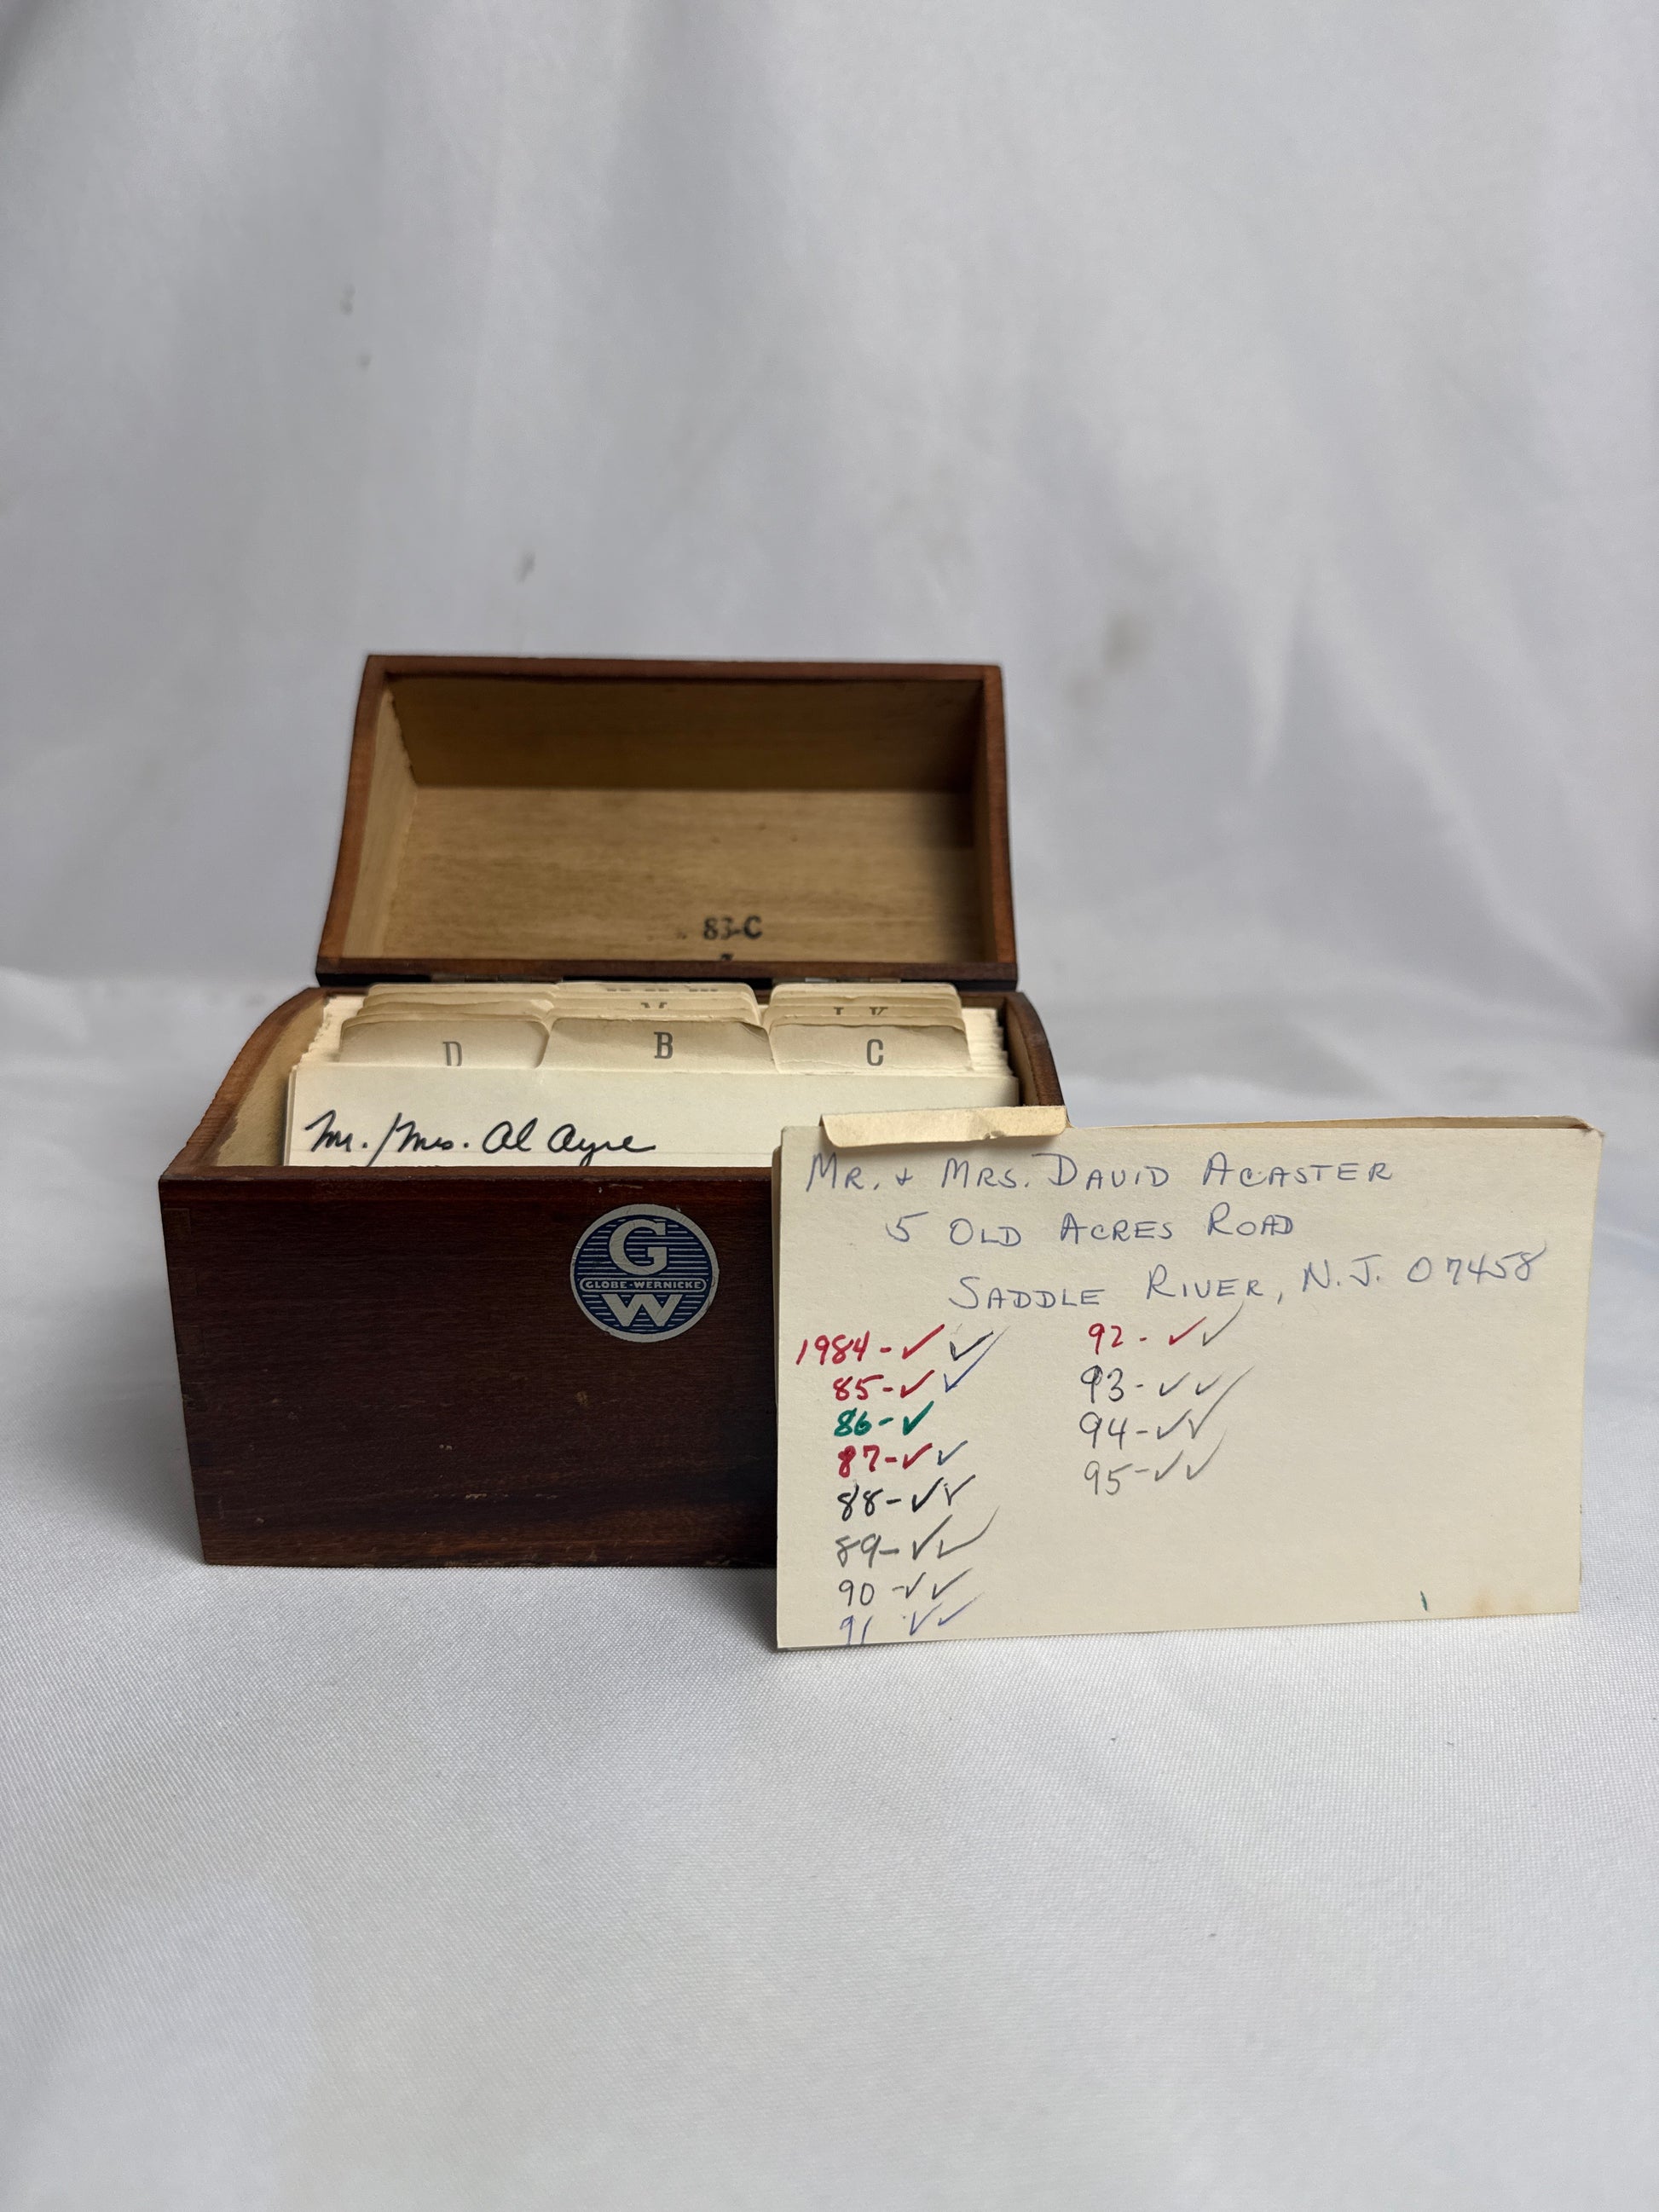 83-C
M
J K
D
B
C
Mr./Mrs. Al Ayre
G
GLOBE-WERNICKE
W
MR. + MRS. DAVID ACASTER
5 OLD ACRES ROAD
SADDLE RIVER, N.J. 07458
1984-✓ ✓
85-✓ ✓
86-✓
87-✓ ✓
88-✓✓
89-✓✓
90-✓✓
91 ✓✓
92-✓✓
93-✓✓
94-✓✓
95-✓✓